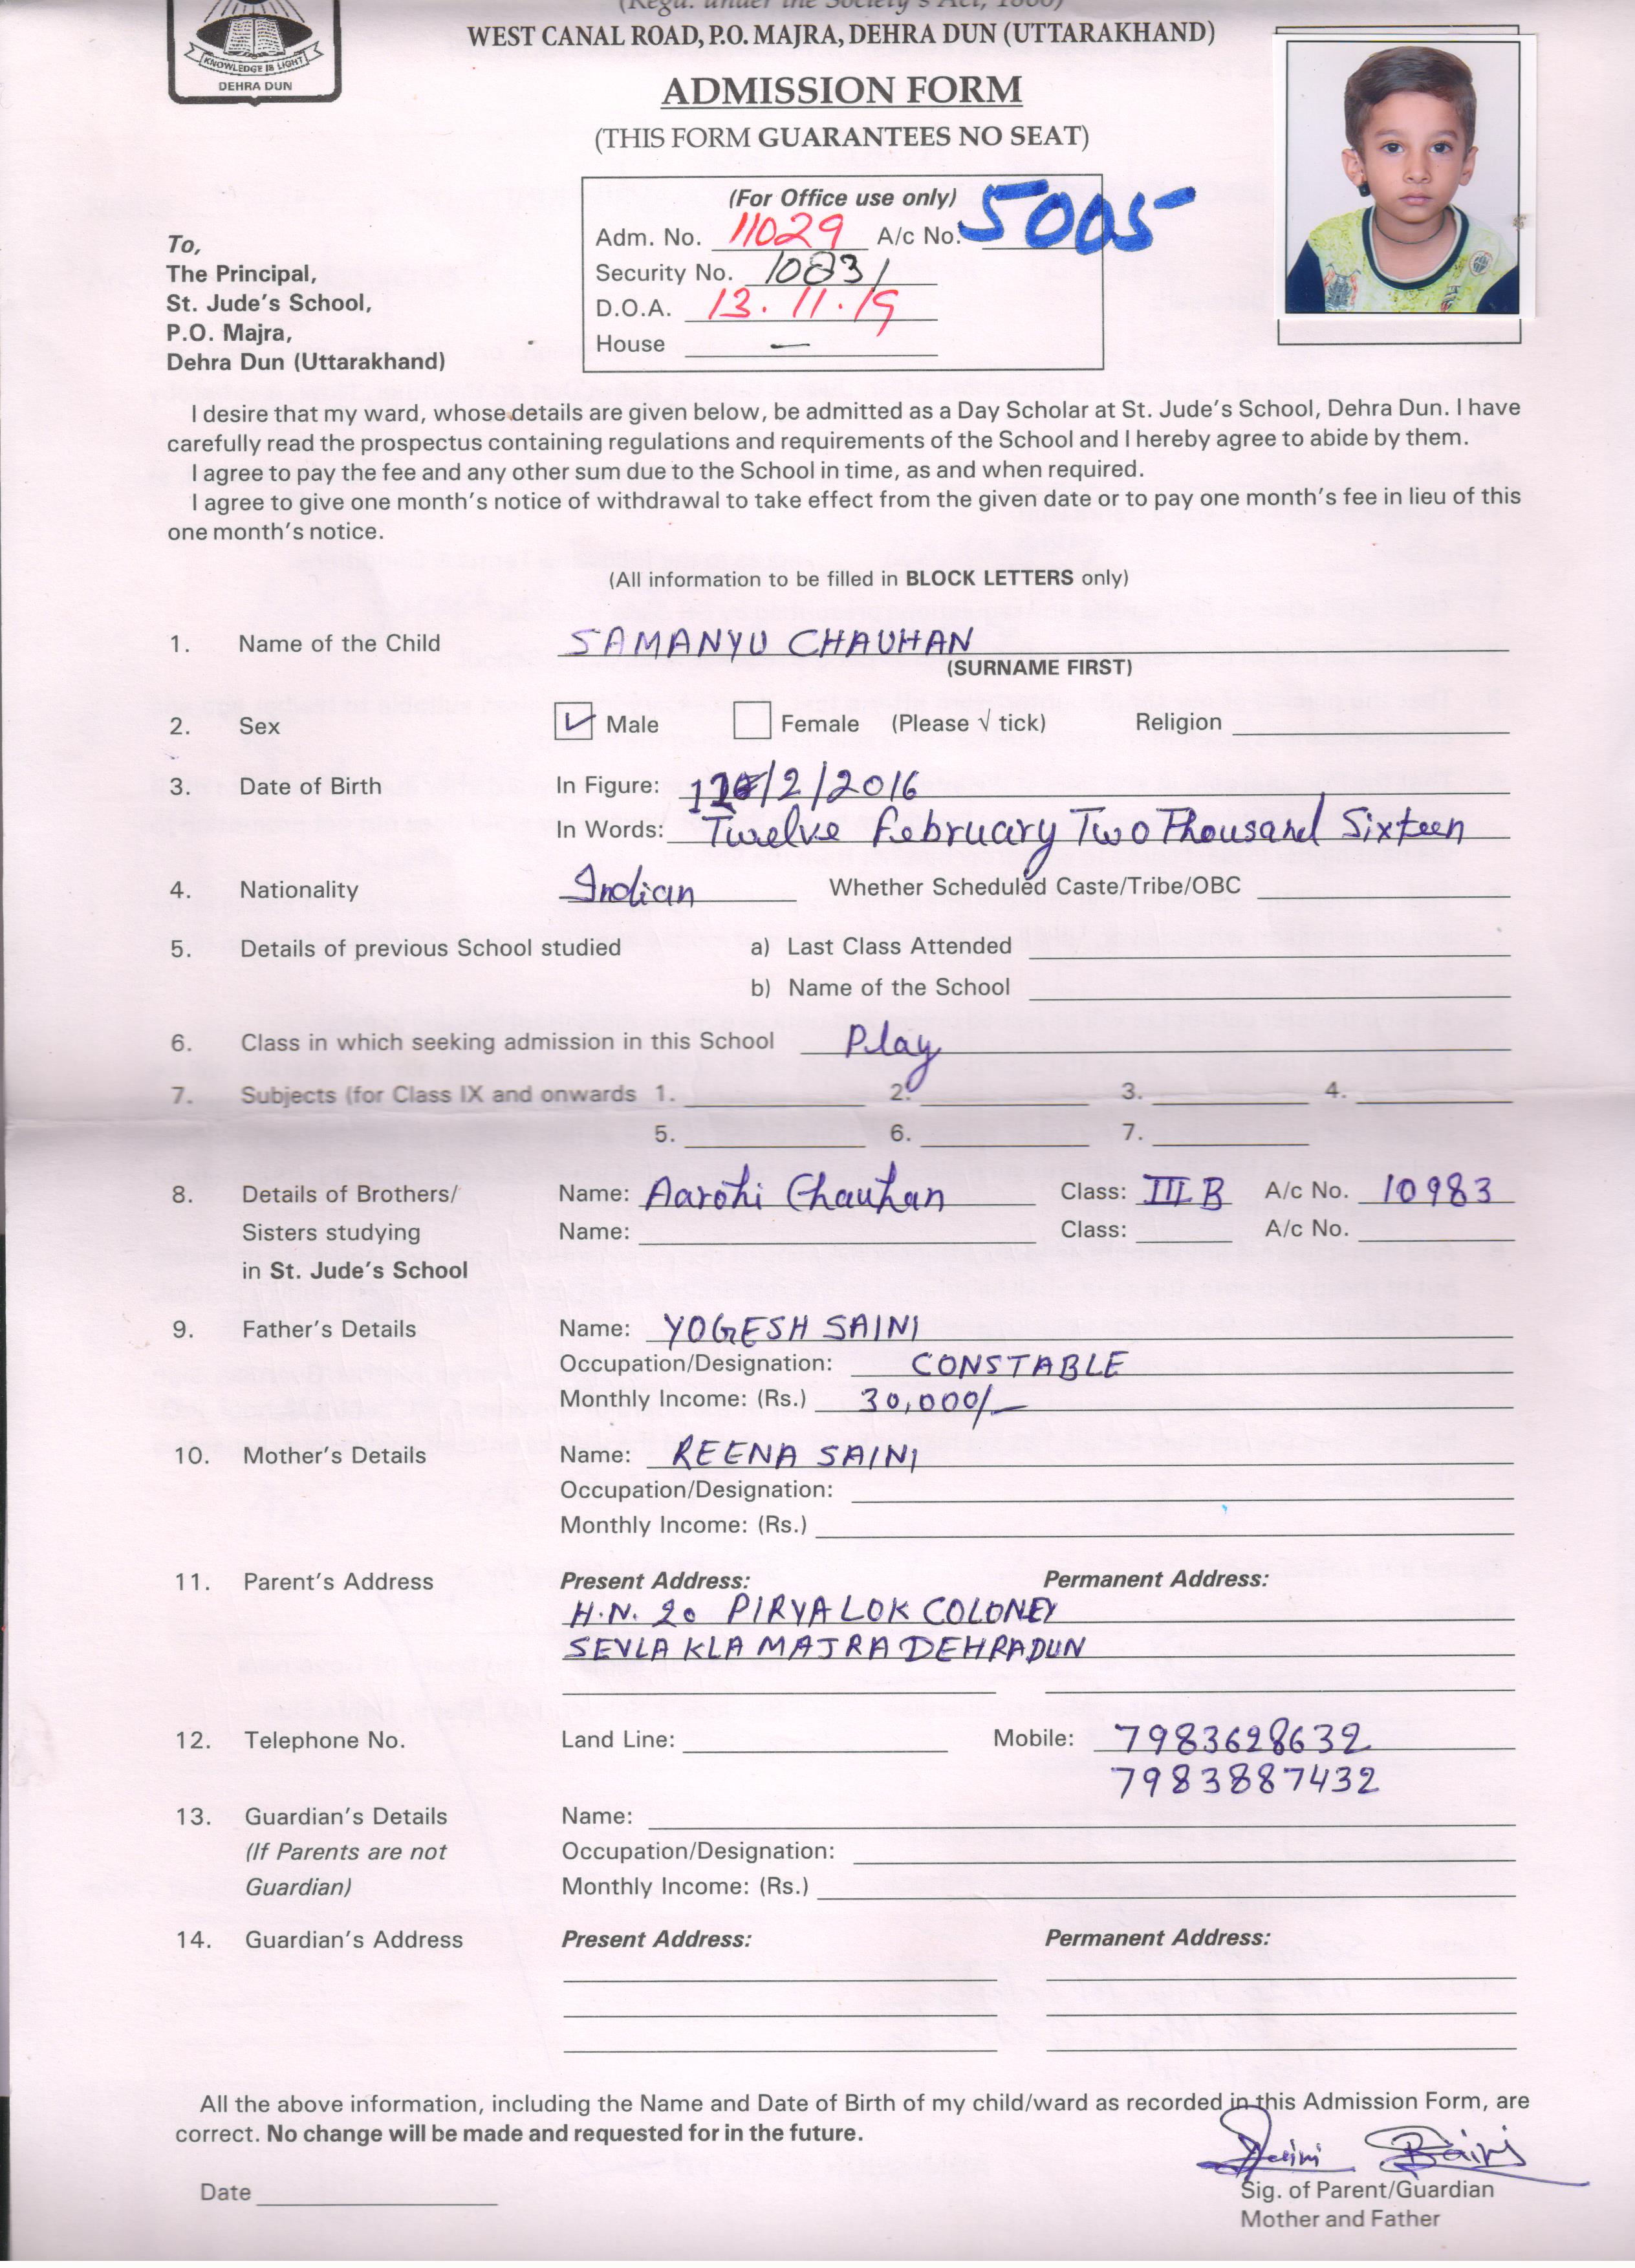 (Regd. under the Society's Act, 1860)
WEST CANAL ROAD, P.O. MAJRA, DEHRA DUN (UTTARAKHAND)
KNOWLEDGE IS LIGHT
DEHRA DUN
ADMISSION FORM
(THIS FORM GUARANTEES NO SEAT)
(For Office use only)
Adm. No. 11029 A/c No. 5005
Security No. 10831
D.O.A. 13.11.19
House —
To,
The Principal,
St. Jude's School,
P.O. Majra,
Dehra Dun (Uttarakhand)
I desire that my ward, whose details are given below, be admitted as a Day Scholar at St. Jude's School, Dehra Dun. I have
carefully read the prospectus containing regulations and requirements of the School and I hereby agree to abide by them.
I agree to pay the fee and any other sum due to the School in time, as and when required.
I agree to give one month's notice of withdrawal to take effect from the given date or to pay one month's fee in lieu of this
one month's notice.
(All information to be filled in BLOCK LETTERS only)
1. Name of the Child SAMANYU CHAUHAN
(SURNAME FIRST)
2. Sex ✓ Male Female (Please √ tick) Religion
3. Date of Birth In Figure: /2/2016
In Words: Twelve February Two Thousand Sixteen
4. Nationality Indian Whether Scheduled Caste/Tribe/OBC
5. Details of previous School studied a) Last Class Attended
b) Name of the School
6. Class in which seeking admission in this School Play
7. Subjects (for Class IX and onwards 1. 2. 3. 4.
5. 6. 7.
8. Details of Brothers/ Name: Aarohi Chauhan Class: III B A/c No. 10983
Sisters studying Name: Class: A/c No.
in St. Jude's School
9. Father's Details Name: YOGESH SAINI
Occupation/Designation: CONSTABLE
Monthly Income: (Rs.) 30,000/-
10. Mother's Details Name: REENA SAINI
Occupation/Designation:
Monthly Income: (Rs.)
11. Parent's Address Present Address: Permanent Address:
H.N. 20 PIRYA LOK COLONEY
SEVLA KLA MAJRA DEHRADUN
12. Telephone No. Land Line: Mobile: 7983628632
7983887432
13. Guardian's Details Name:
(If Parents are not Occupation/Designation:
Guardian) Monthly Income: (Rs.)
14. Guardian's Address Present Address: Permanent Address:
All the above information, including the Name and Date of Birth of my child/ward as recorded in this Admission Form, are
correct. No change will be made and requested for in the future.
Saini
Date
Sig. of Parent/Guardian
Mother and Father